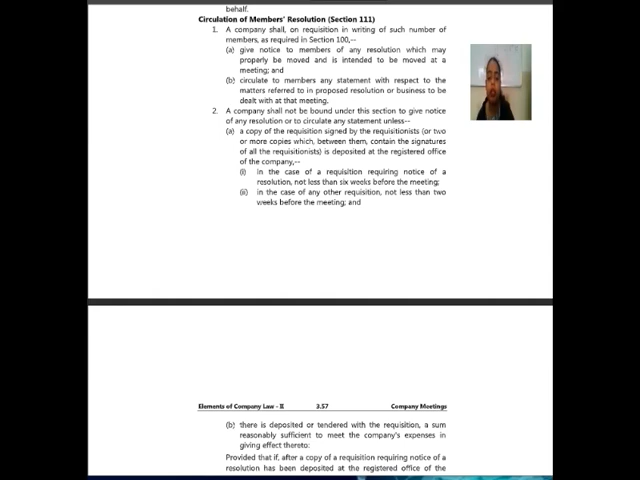 behalf.
Circulation of Members' Resolution (Section 111)
1. A company shall, on requisition in writing of such number of
members, as required in Section 100,--
(a) give notice to members of any resolution which may
properly be moved and is intended to be moved at a
meeting; and
(b) circulate to members any statement with respect to the
matters referred to in proposed resolution or business to be
dealt with at that meeting.
2. A company shall not be bound under this section to give notice
of any resolution or to circulate any statement unless--
(a) a copy of the requisition signed by the requisitionists (or two
or more copies which, between them, contain the signatures
of all the requisitionists) is deposited at the registered office
of the company,--
(i) in the case of a requisition requiring notice of a
resolution, not less than six weeks before the meeting;
(ii) in the case of any other requisition, not less than two
weeks before the meeting; and
Elements of Company Law - II 3.57 Company Meetings
(b) there is deposited or tendered with the requisition, a sum
reasonably sufficient to meet the company's expenses in
giving effect thereto:
Provided that if, after a copy of a requisition requiring notice of a
resolution has been deposited at the registered office of the